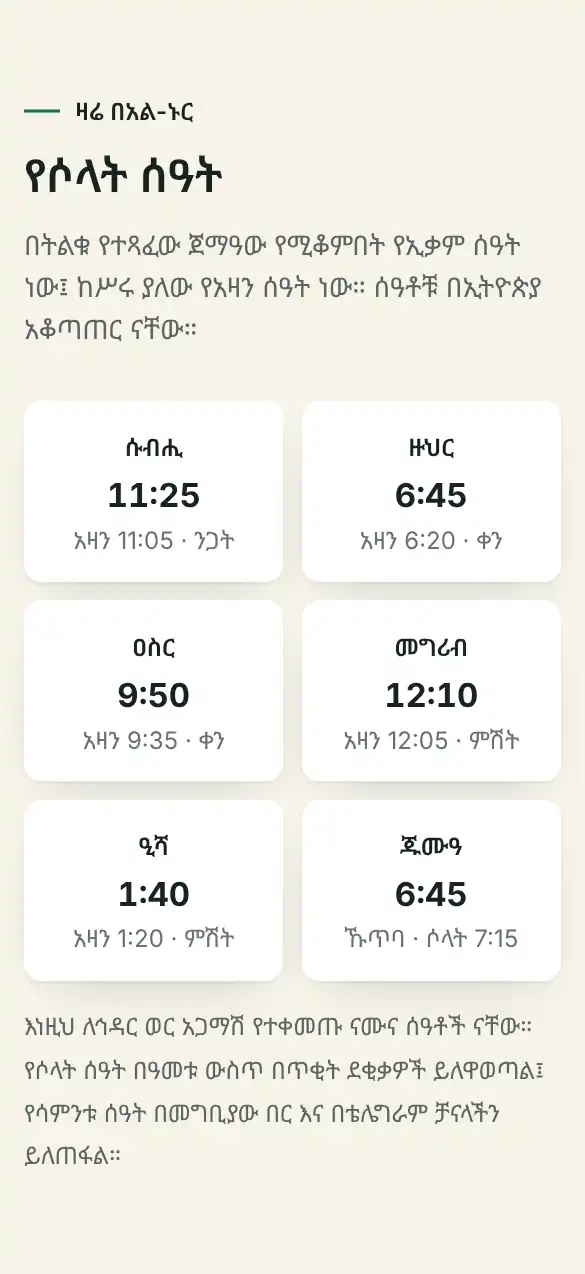 ዛሬ በአል-ኑር
የሶላት ሰዓት
በትልቁ የተጻፈው ጀማዓው የሚቆምበት የኢቃም ሰዓት
ነው፤ ከሥሩ ያለው የአዛን ሰዓት ነው። ሰዓቶቹ በኢትዮጵያ
አቆጣጠር ናቸው።
ሱብሒ
11:25
አዛን 11:05 · ንጋት
ዙህር
6:45
አዛን 6:20 · ቀን
ዐስር
9:50
አዛን 9:35 · ቀን
መግሪብ
12:10
አዛን 12:05 · ምሽት
ዒሻ
1:40
አዛን 1:20 · ምሽት
ጁሙዓ
6:45
ኹጥባ · ሶላት 7:15
እነዚህ ለኅዳር ወር አጋማሽ የተቀመጡ ናሙና ሰዓቶች ናቸው።
የሶላት ሰዓት በዓመቱ ውስጥ በጥቂት ደቂቃዎች ይለዋወጣል፤
የሳምንቱ ሰዓት በመግቢያው በር እና በቴሌግራም ቻናላችን
ይለጠፋል።